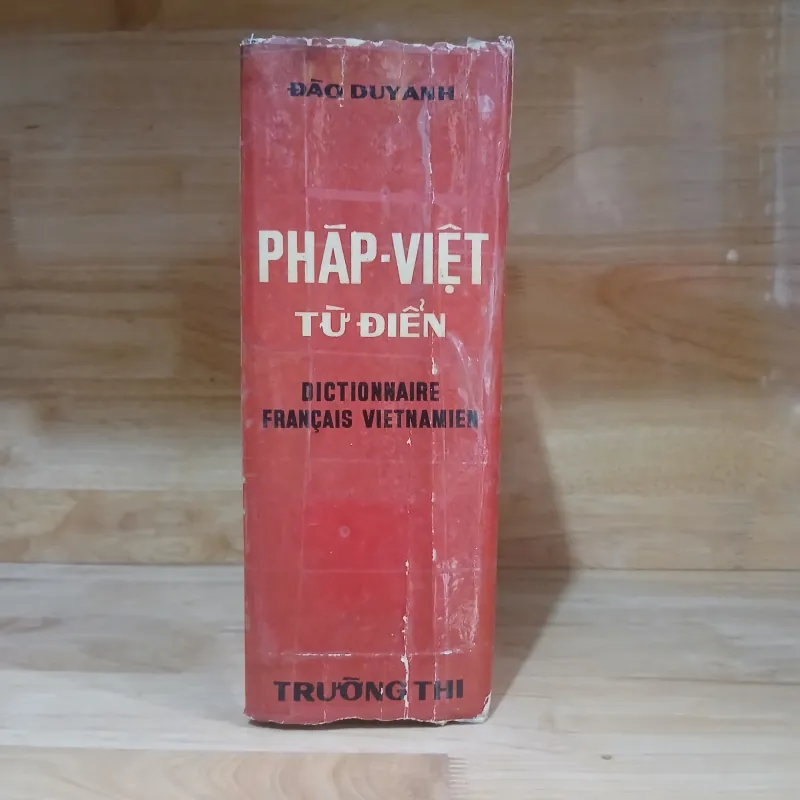 ĐÀO DUY ANH
PHÁP-VIỆT
TỪ ĐIỂN
DICTIONNAIRE
FRANÇAIS VIETNAMIEN
TRƯỜNG THI